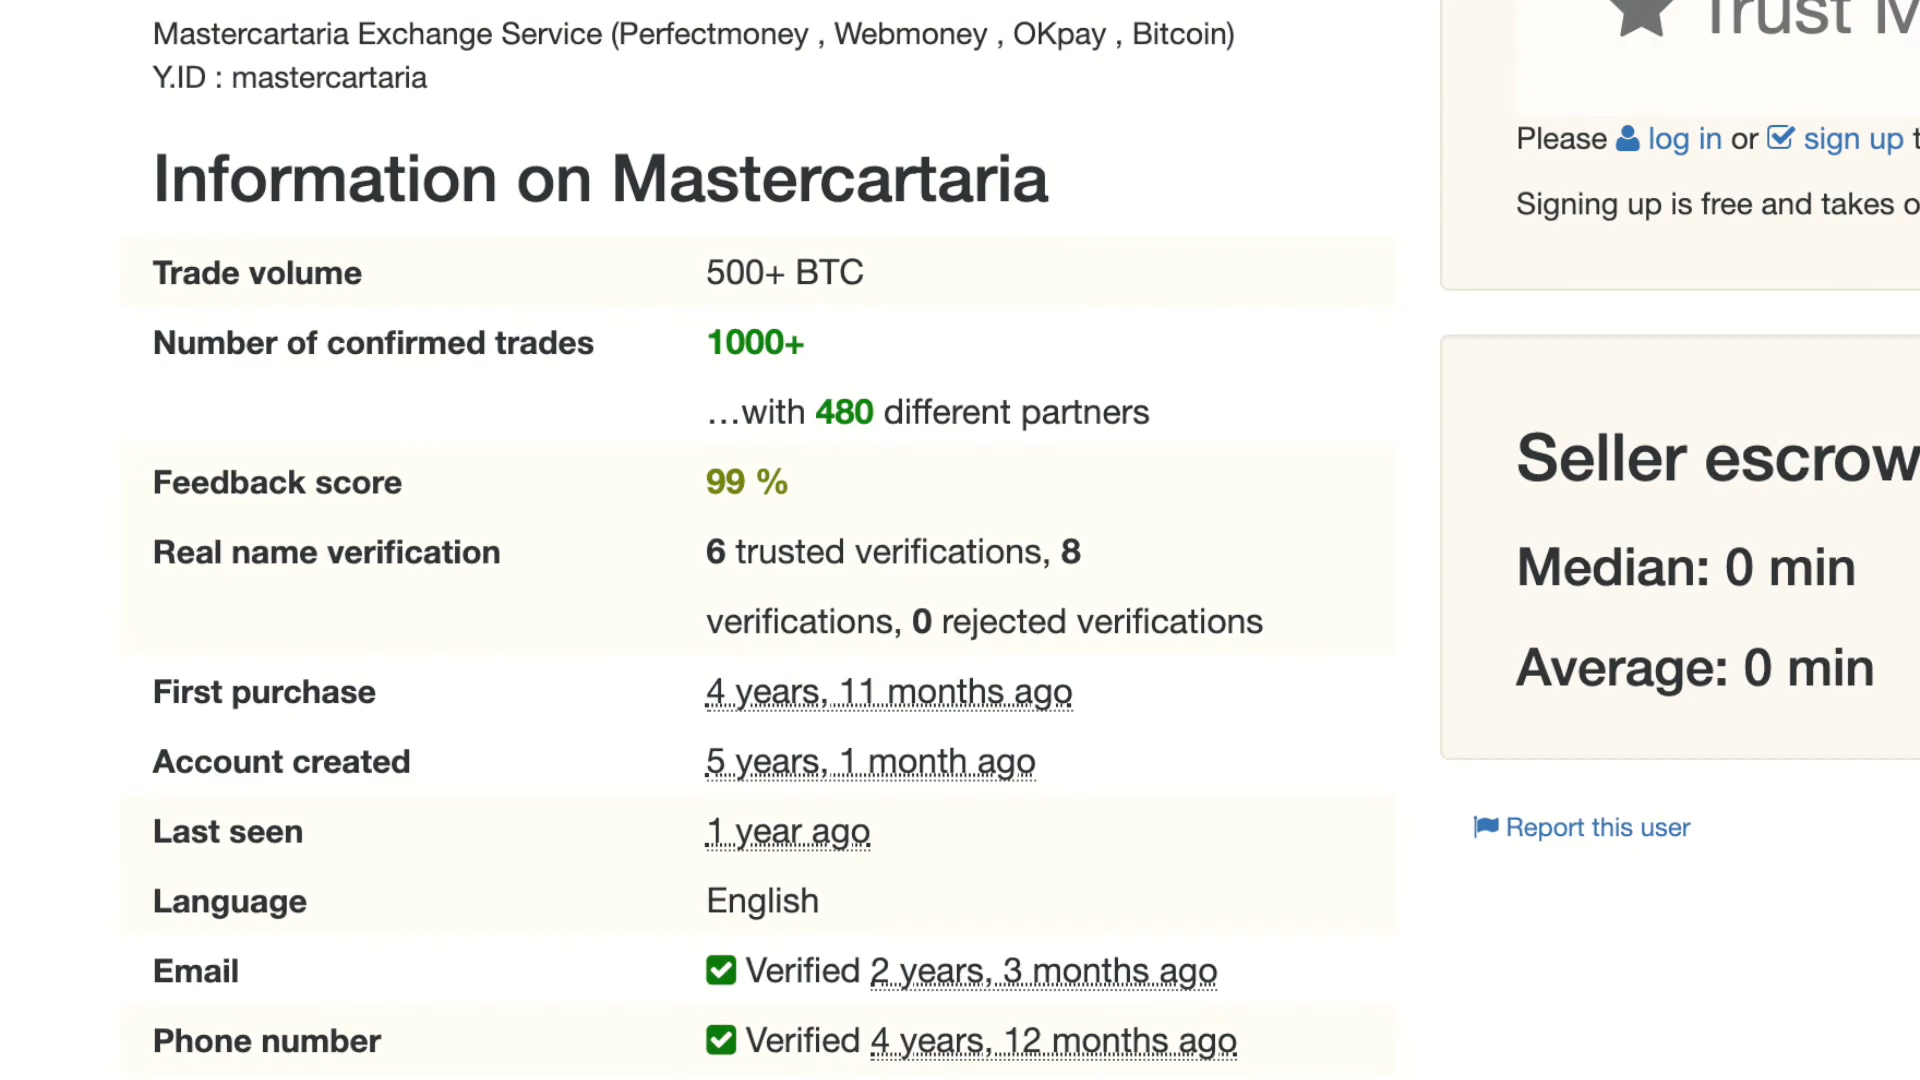 Mastercartaria Exchange Service (Perfectmoney , Webmoney , OKpay , Bitcoin)
Y.ID : mastercartaria
Information on Mastercartaria
Trade volume 500+ BTC
Number of confirmed trades 1000+
…with 480 different partners
Feedback score 99 %
Real name verification 6 trusted verifications, 8
verifications, 0 rejected verifications
First purchase 4 years, 11 months ago
Account created 5 years, 1 month ago
Last seen 1 year ago
Language English
Email Verified 2 years, 3 months ago
Phone number Verified 4 years, 12 months ago
Trust
Please log in or sign up
Signing up is free and takes
Seller escrow
Median: 0 min
Average: 0 min
Report this user